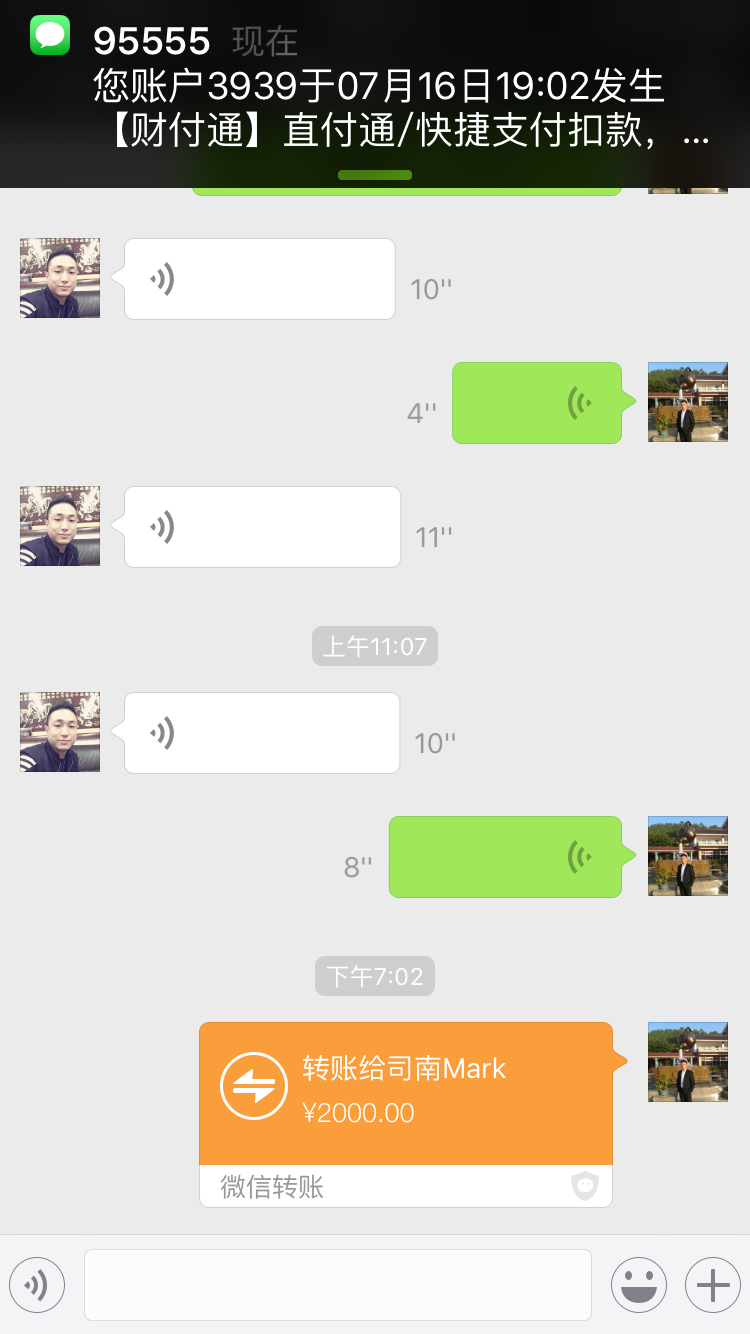 95555 现在
您账户3939于07月16日19:02发生
【财付通】直付通/快捷支付扣款，...
10"
4"
11"
上午11:07
10"
8"
下午7:02
转账给司南Mark
¥2000.00
微信转账